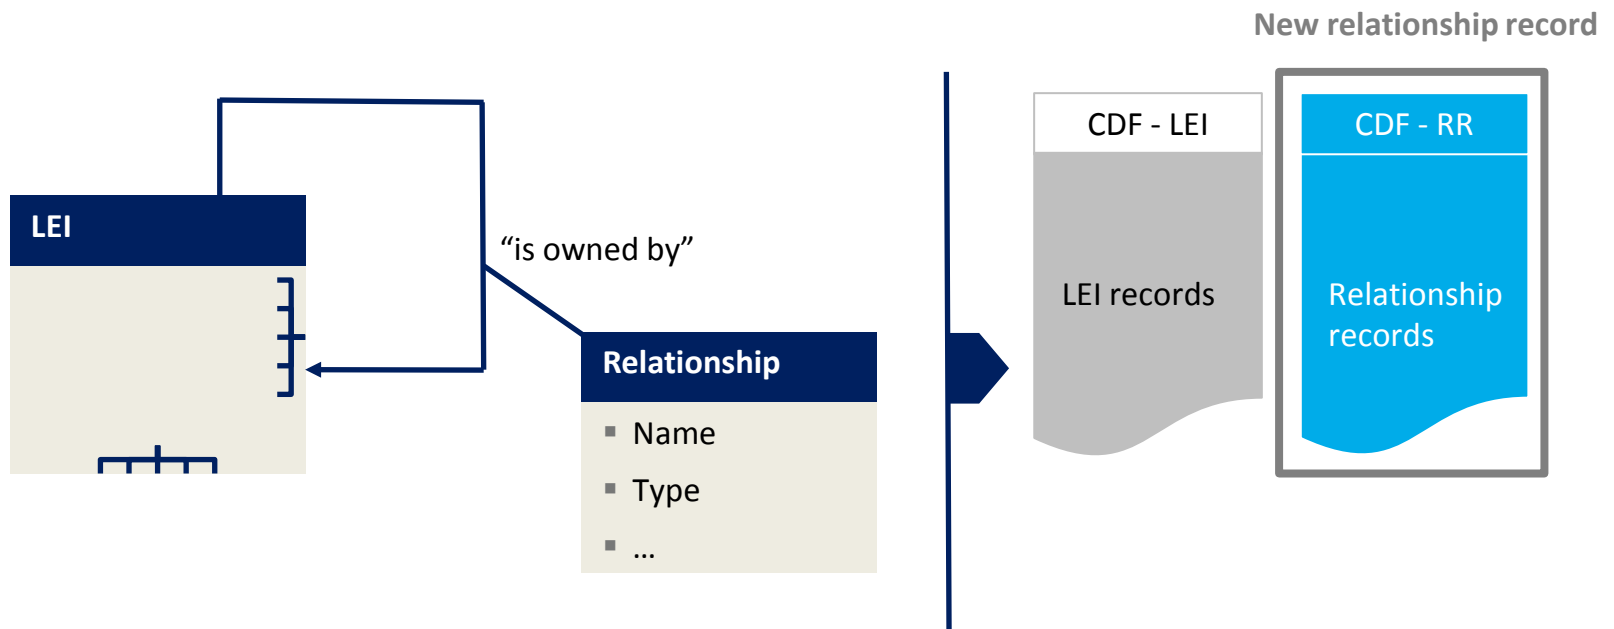 New relationship record
CDF - LEI
CDF - RR
LEI
“is owned by”
LEI records
Relationship
records
Relationship
▪ Name
▪ Type
▪ ...